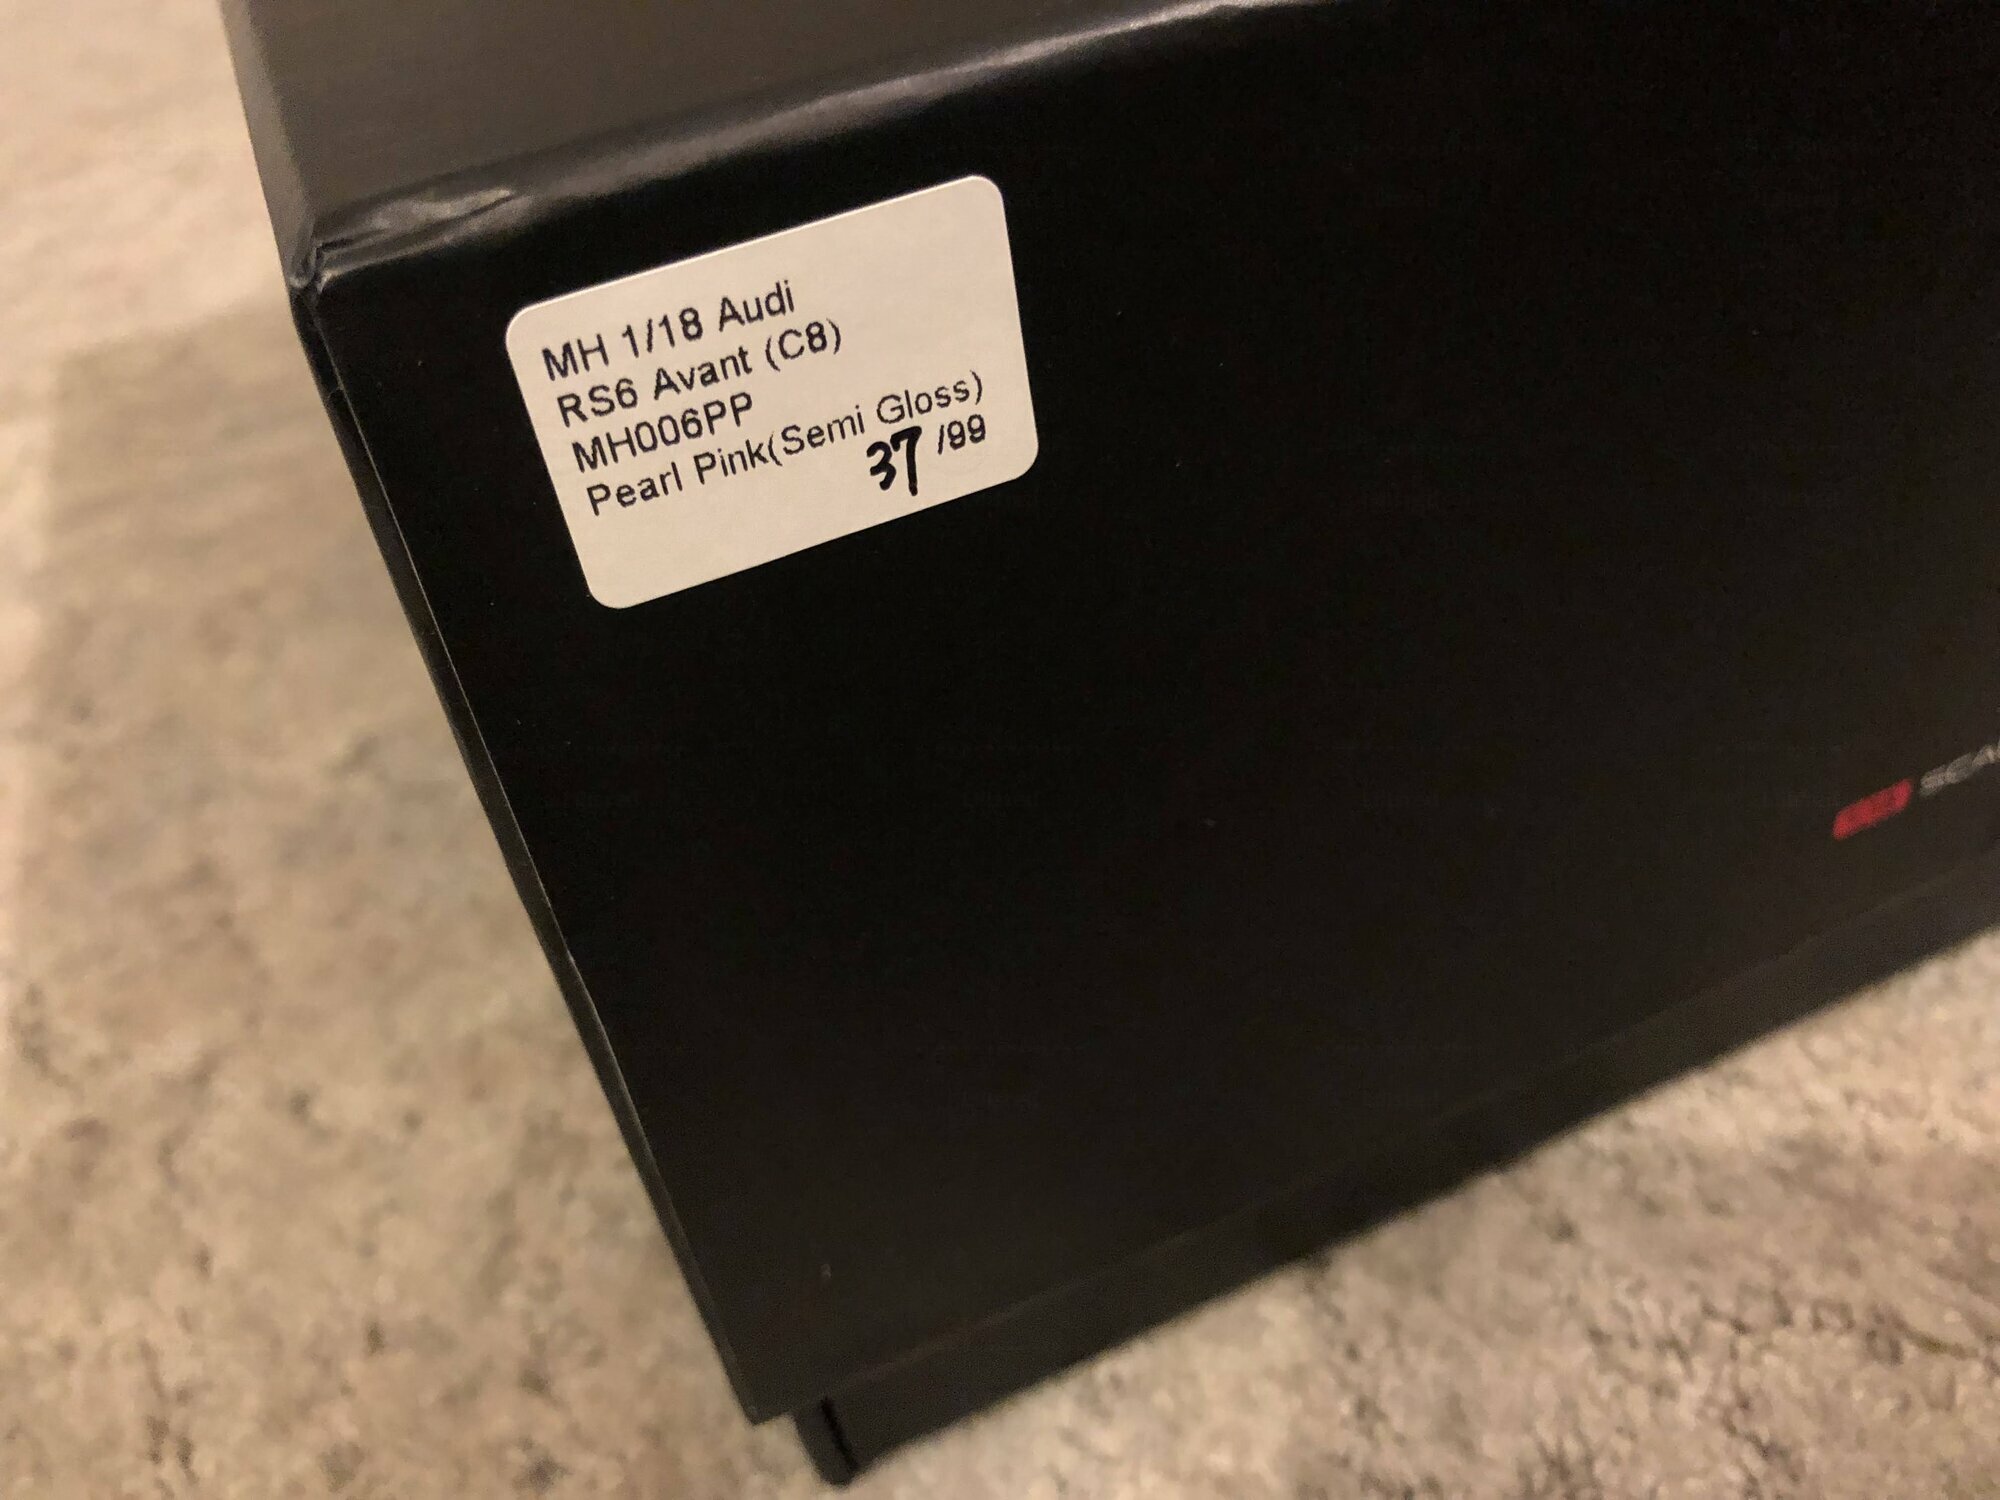 MH 1/18 Audi
RS6 Avant (C8)
MH006PP
Pearl Pink(Semi Gloss)
37 /99